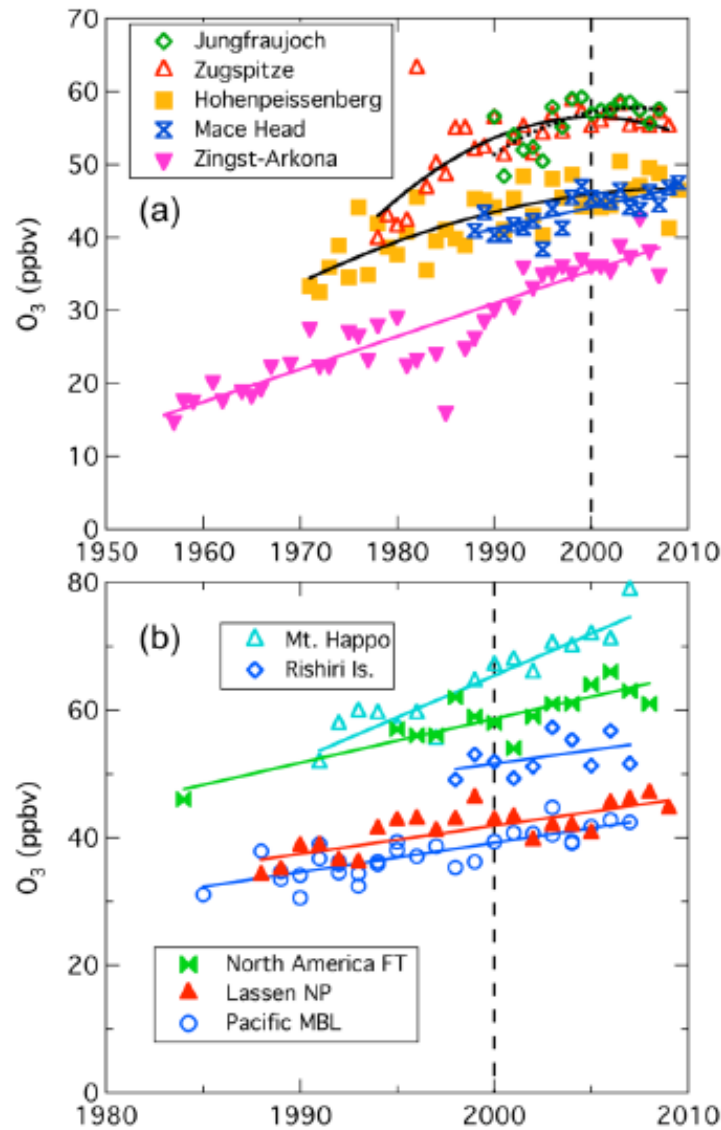 70
60
50
40
30
20
10
0
O3 (ppbv)
Jungfraujoch
Zugspitze
Hohenpeissenberg
Mace Head
Zingst-Arkona
(a)
1950 1960 1970 1980 1990 2000 2010
80
60
40
20
0
O3 (ppbv)
(b)
Mt. Happo
Rishiri Is.
North America FT
Lassen NP
Pacific MBL
1980 1990 2000 2010